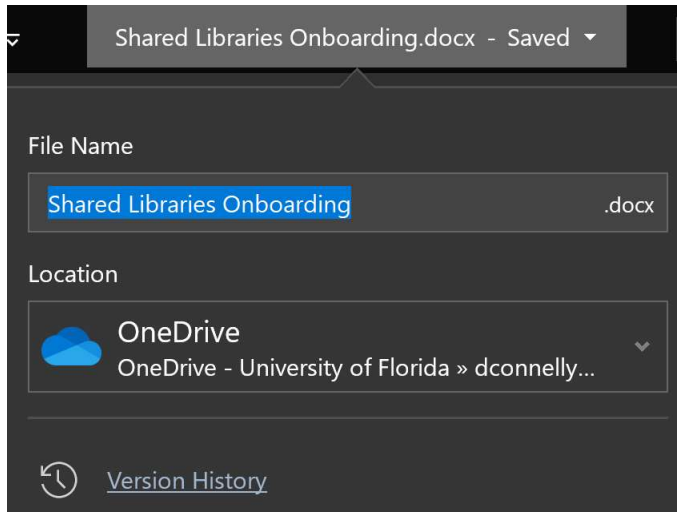 Shared Libraries Onboarding.docx - Saved
File Name
Shared Libraries Onboarding .docx
Location
OneDrive
OneDrive - University of Florida » dconnelly...
Version History